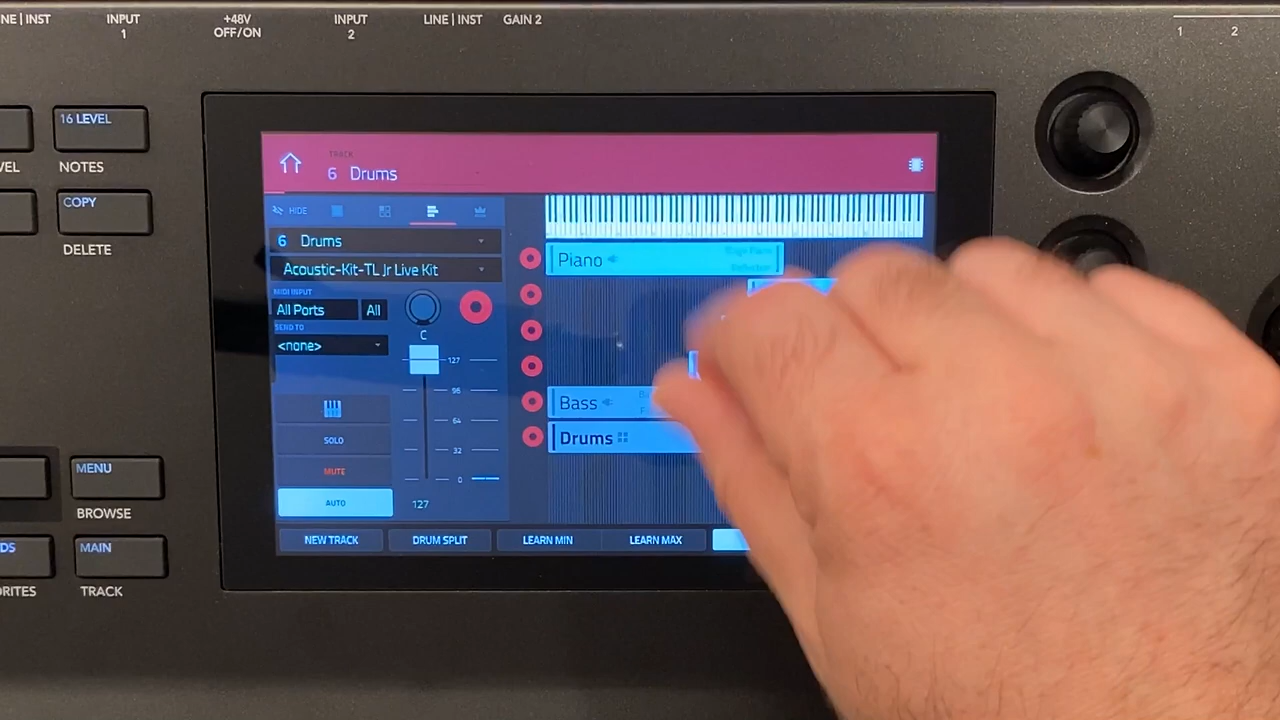 NE | INST
INPUT
1
+48V
OFF/ON
INPUT
2
LINE | INST
GAIN 2
1
2
16 LEVEL
VEL
NOTES
COPY
DELETE
MENU
BROWSE
DS
MAIN
RITES
TRACK
TRACK
6 Drums
HIDE
6 Drums
Acoustic-Kit-TL Jr Live Kit
MIDI INPUT
All Ports
All
SEND TO
<none>
C
127
96
64
32
0
SOLO
MUTE
AUTO
127
Piano
Bass
Drums
NEW TRACK
DRUM SPLIT
LEARN MIN
LEARN MAX